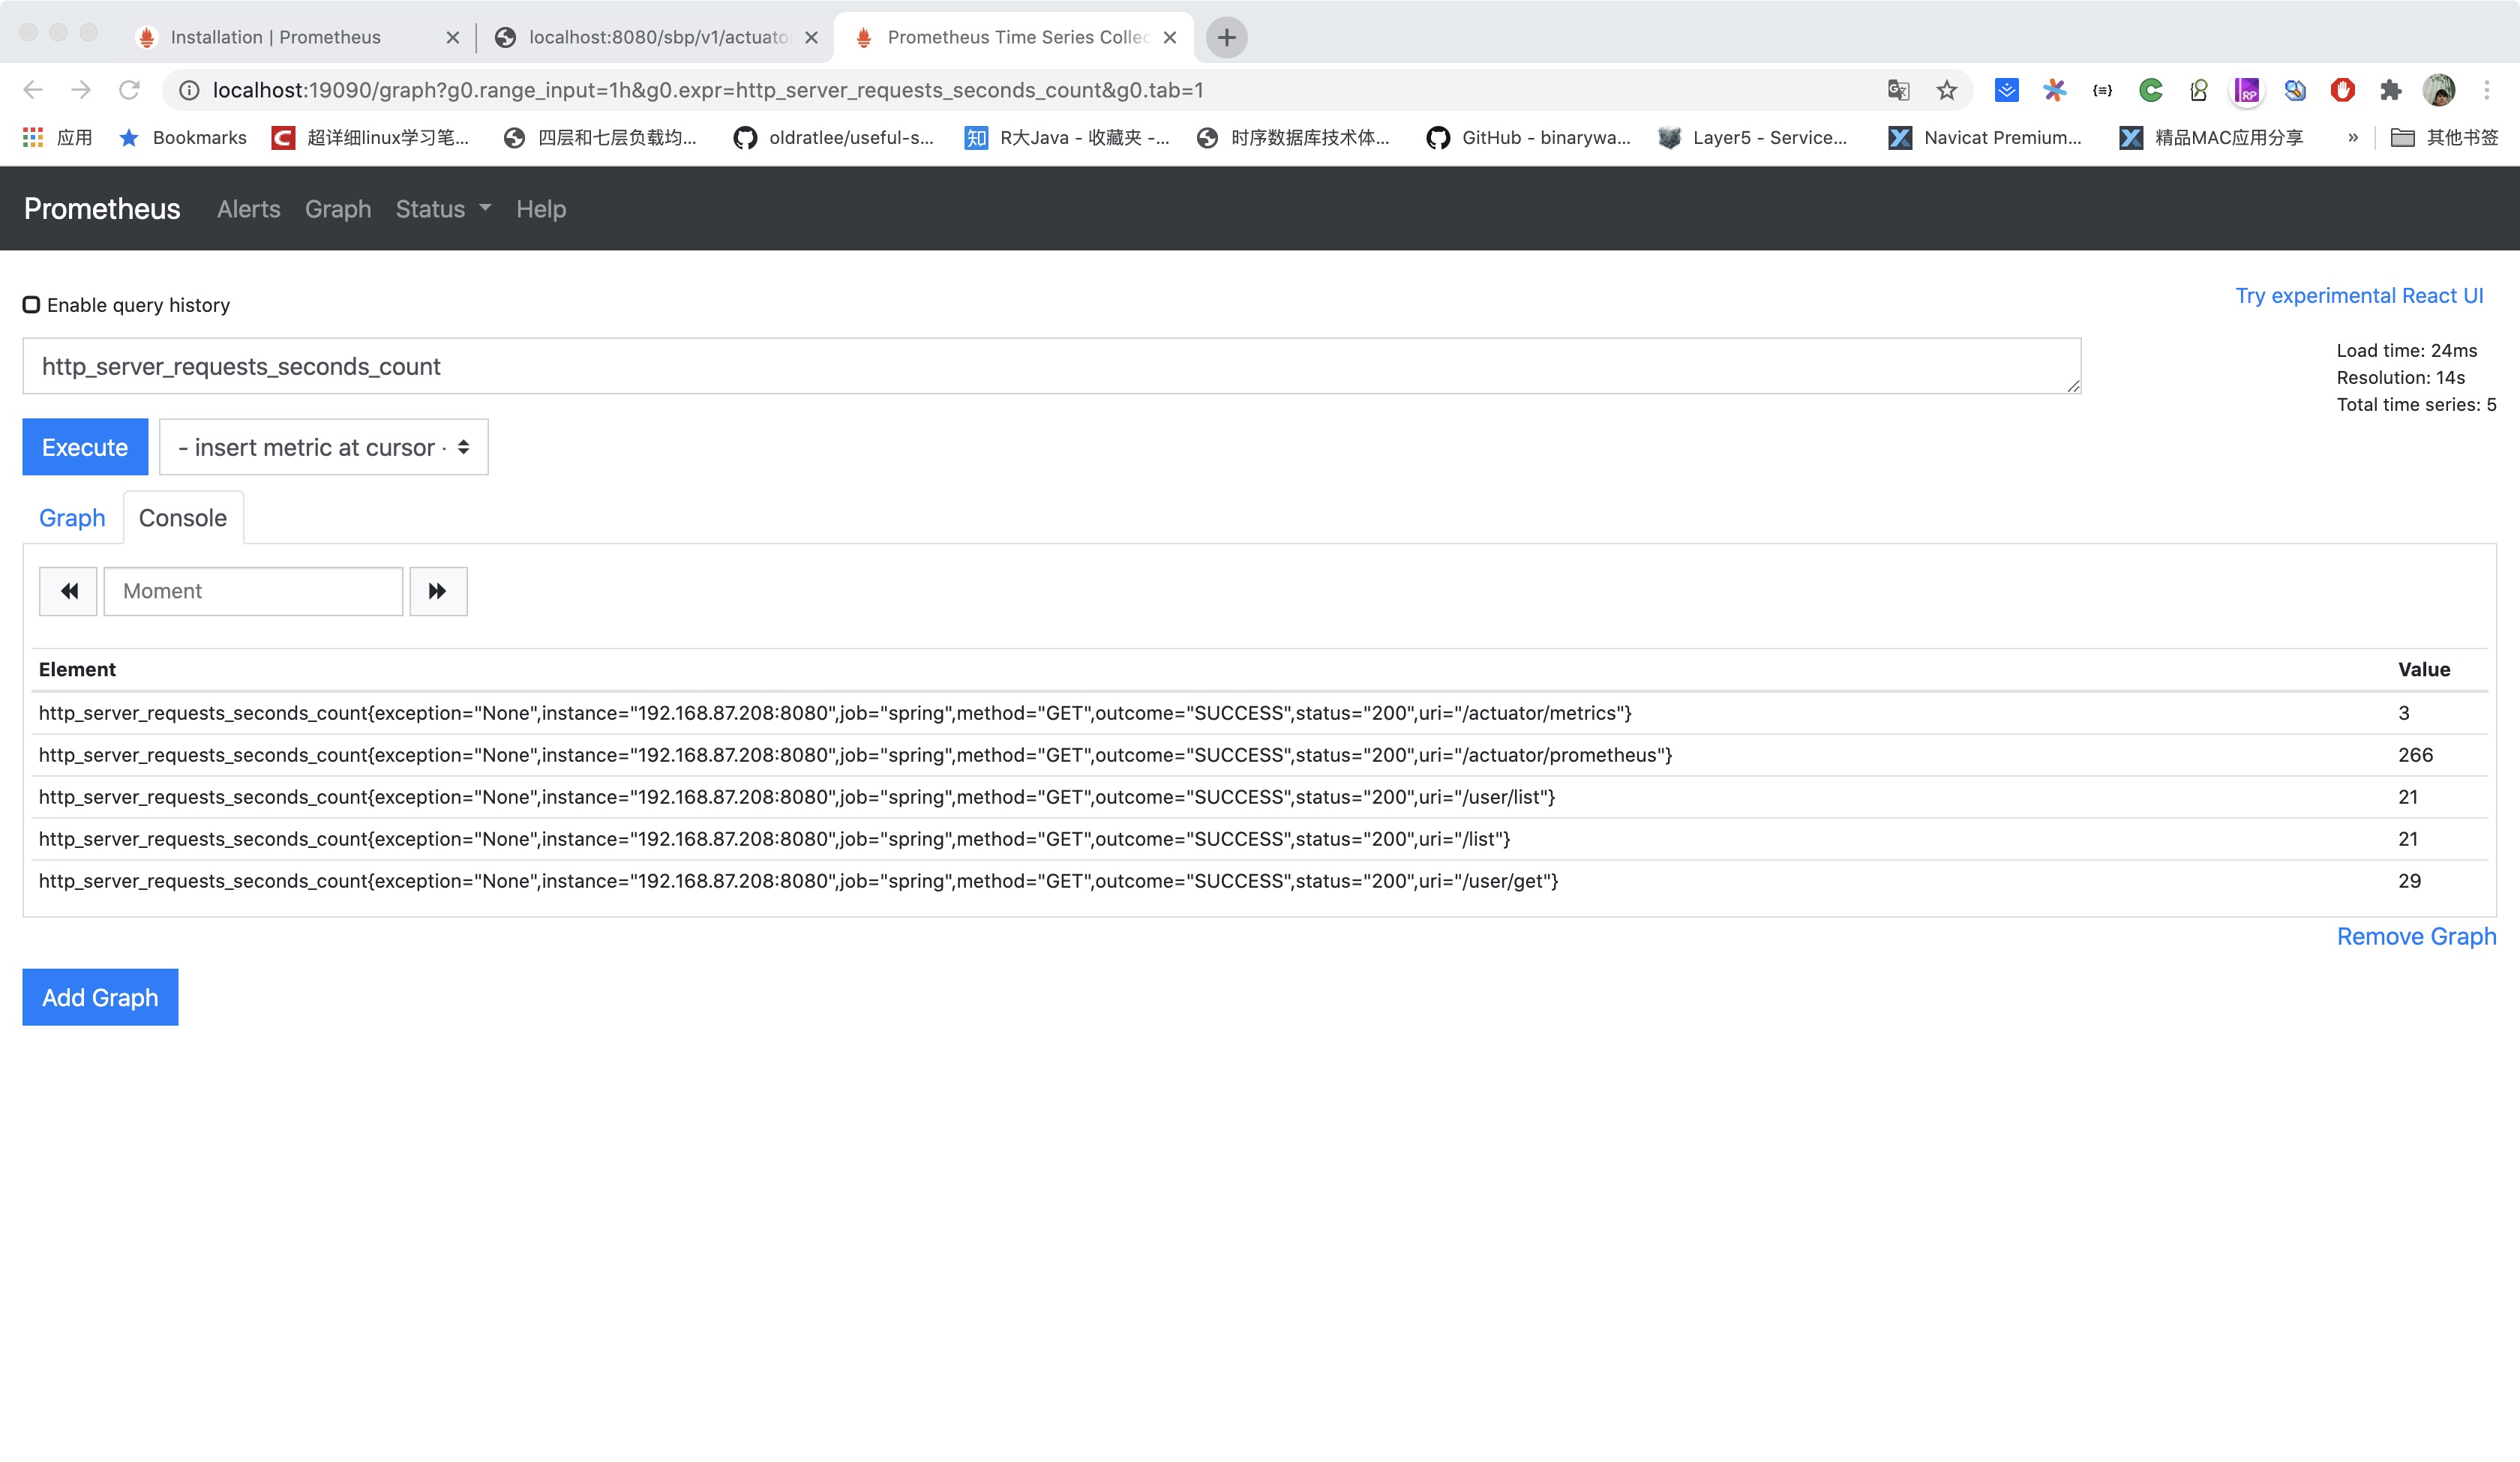 Installation | Prometheus
localhost:8080/sbp/v1/actuato
Prometheus Time Series Collec
localhost:19090/graph?g0.range_input=1h&g0.expr=http_server_requests_seconds_count&g0.tab=1
应用 Bookmarks 超详细linux学习笔... 四层和七层负载均... oldratlee/useful-s... R大Java - 收藏夹 -... 时序数据库技术体... GitHub - binarywa... Layer5 - Service... Navicat Premium... 精品MAC应用分享 » 其他书签
Prometheus Alerts Graph Status Help
Enable query history
Try experimental React UI
http_server_requests_seconds_count
Load time: 24ms
Resolution: 14s
Total time series: 5
Execute
- insert metric at cursor -
Graph Console
Moment
Element Value
http_server_requests_seconds_count{exception="None",instance="192.168.87.208:8080",job="spring",method="GET",outcome="SUCCESS",status="200",uri="/actuator/metrics"} 3
http_server_requests_seconds_count{exception="None",instance="192.168.87.208:8080",job="spring",method="GET",outcome="SUCCESS",status="200",uri="/actuator/prometheus"} 266
http_server_requests_seconds_count{exception="None",instance="192.168.87.208:8080",job="spring",method="GET",outcome="SUCCESS",status="200",uri="/user/list"} 21
http_server_requests_seconds_count{exception="None",instance="192.168.87.208:8080",job="spring",method="GET",outcome="SUCCESS",status="200",uri="/list"} 21
http_server_requests_seconds_count{exception="None",instance="192.168.87.208:8080",job="spring",method="GET",outcome="SUCCESS",status="200",uri="/user/get"} 29
Remove Graph
Add Graph